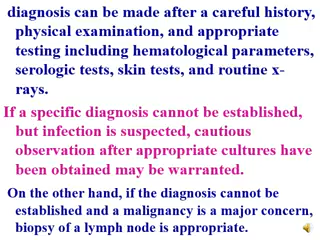 diagnosis can be made after a careful history,
physical examination, and appropriate
testing including hematological parameters,
serologic tests, skin tests, and routine x-
rays.
If a specific diagnosis cannot be established,
but infection is suspected, cautious
observation after appropriate cultures have
been obtained may be warranted.
On the other hand, if the diagnosis cannot be
established and a malignancy is a major concern,
biopsy of a lymph node is appropriate.